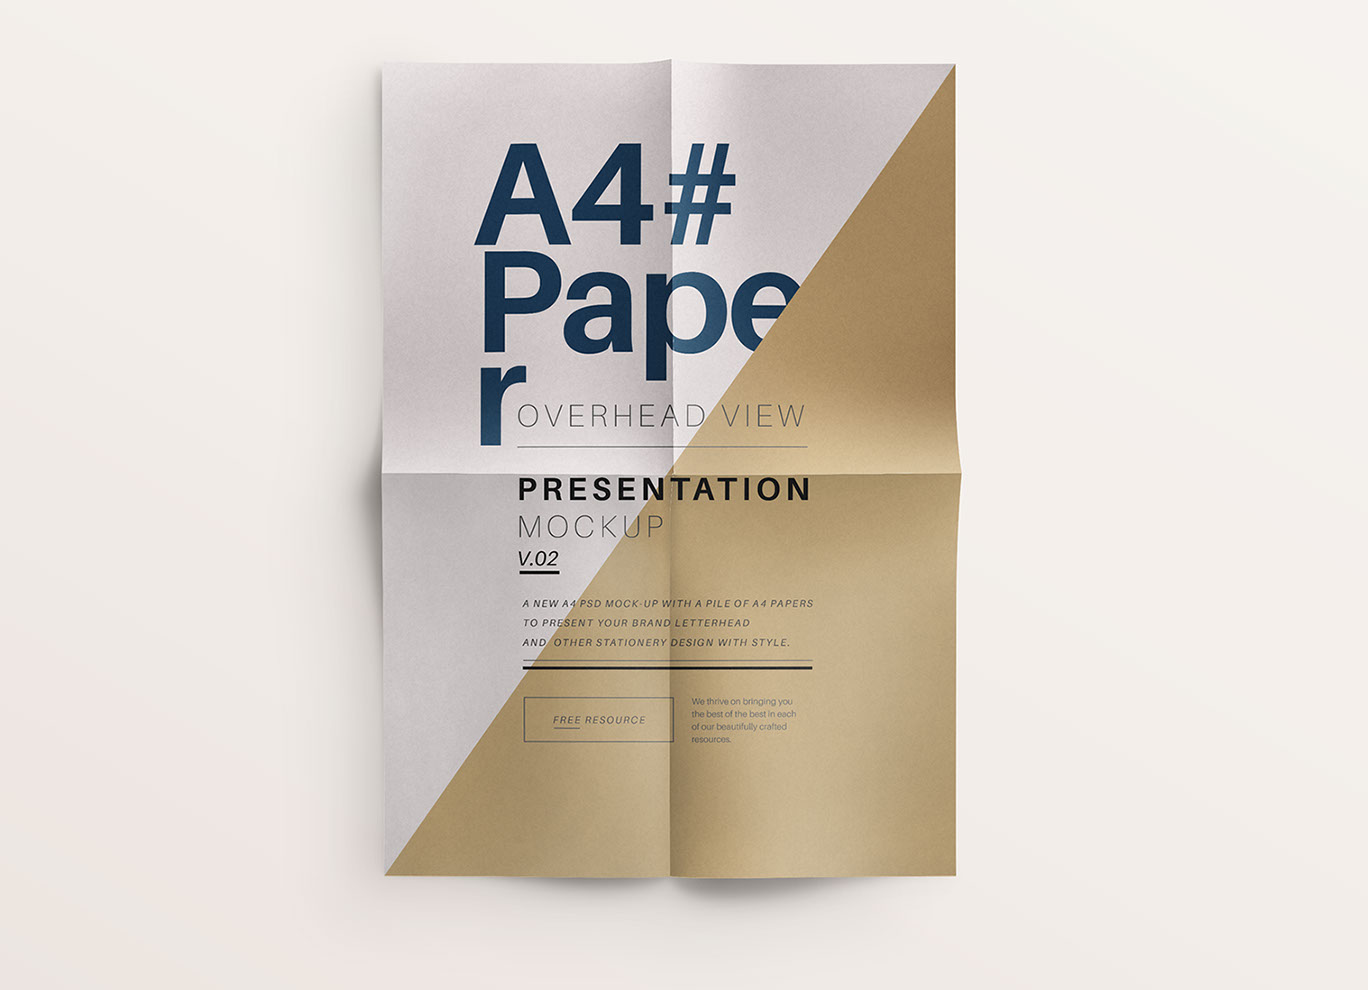 A4#
Pape
r
OVERHEAD VIEW
PRESENTATION
MOCKUP
V.02
A NEW A4 PSD MOCK-UP WITH A PILE OF A4 PAPERS
TO PRESENT YOUR BRAND LETTERHEAD
AND OTHER STATIONERY DESIGN WITH STYLE.
FREE RESOURCE
We thrive on bringing you
the best of the best in each
of our beautifully crafted
resources.